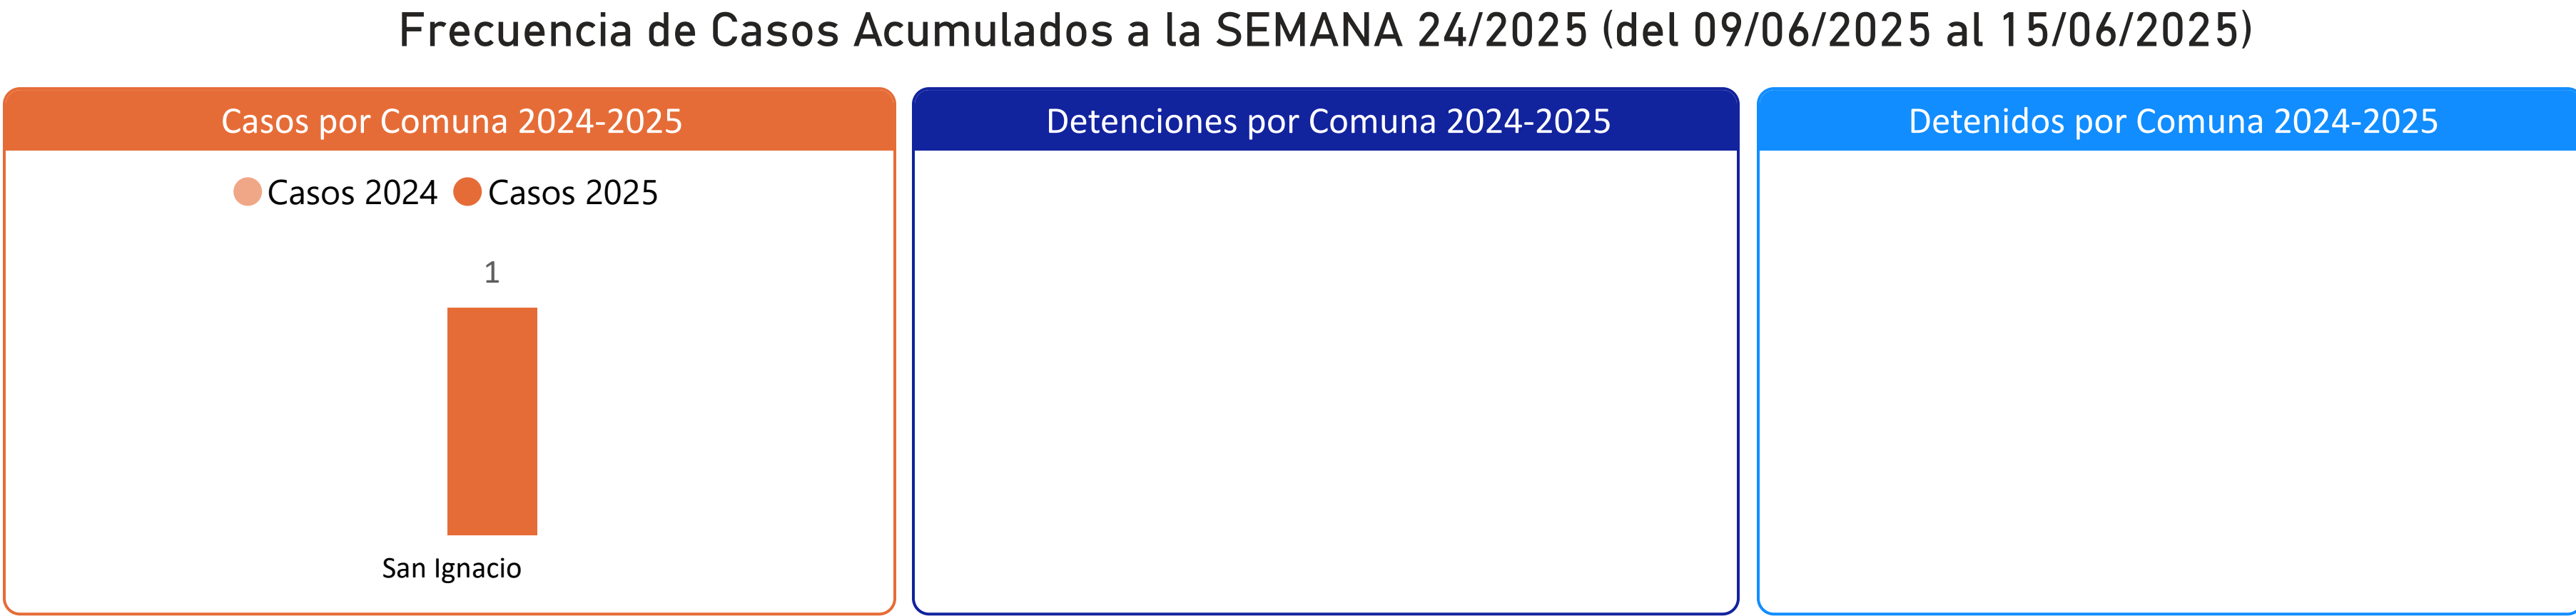 Frecuencia de Casos Acumulados a la SEMANA 24/2025 (del 09/06/2025 al 15/06/2025)
Casos por Comuna 2024-2025
Casos 2024 Casos 2025
1
San Ignacio
Detenciones por Comuna 2024-2025
Detenidos por Comuna 2024-2025